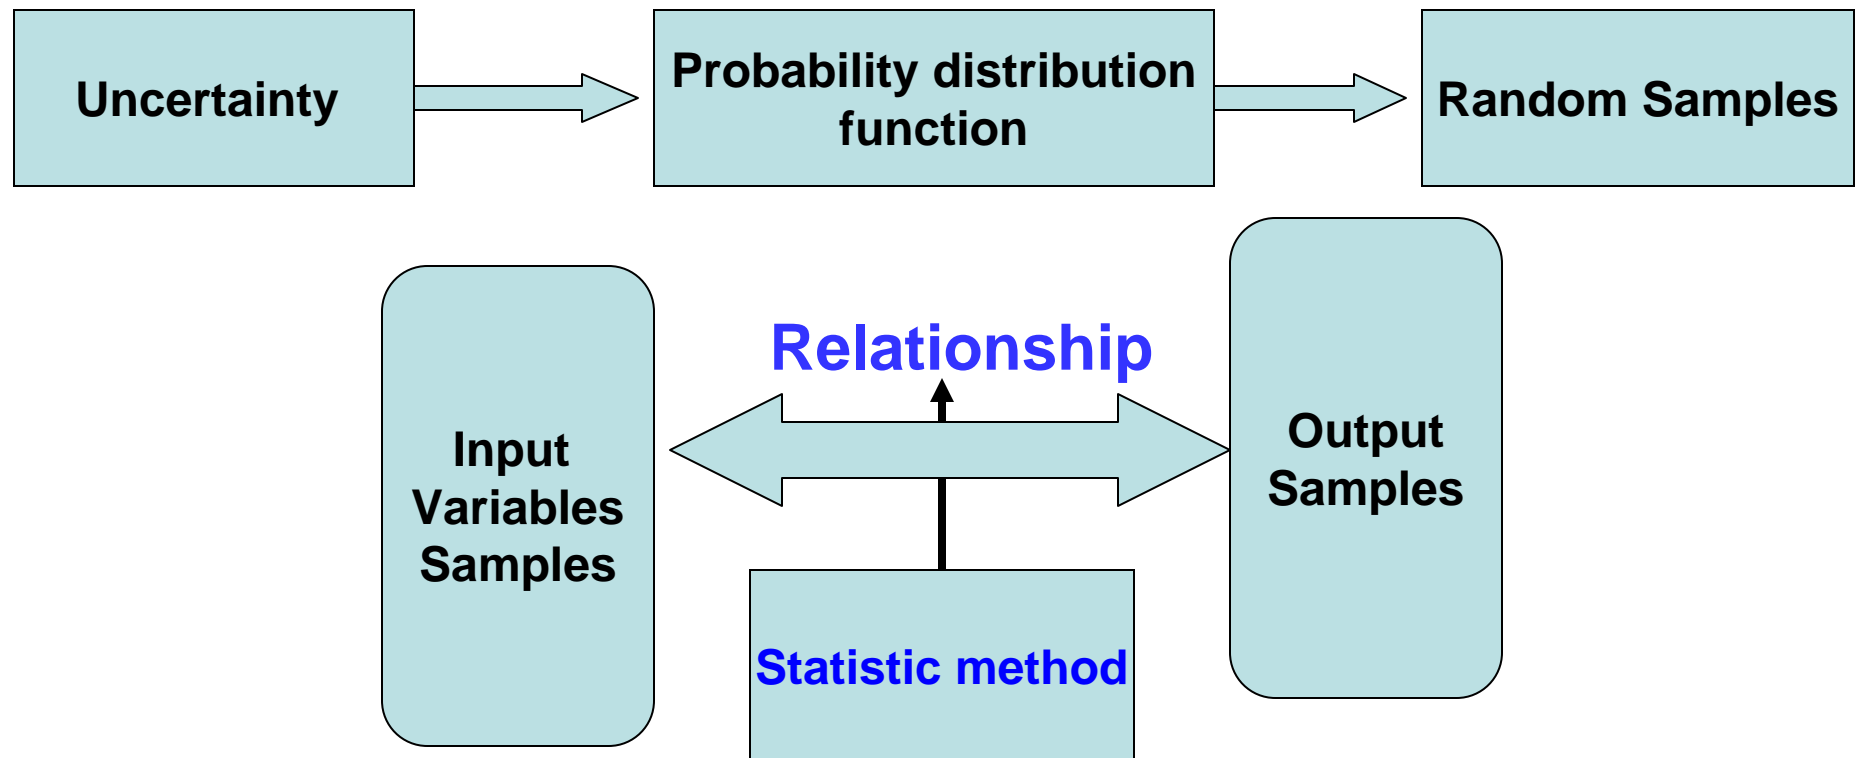 Uncertainty
Probability distribution
function
Random Samples
Relationship
Input
Variables
Samples
Output
Samples
Statistic method